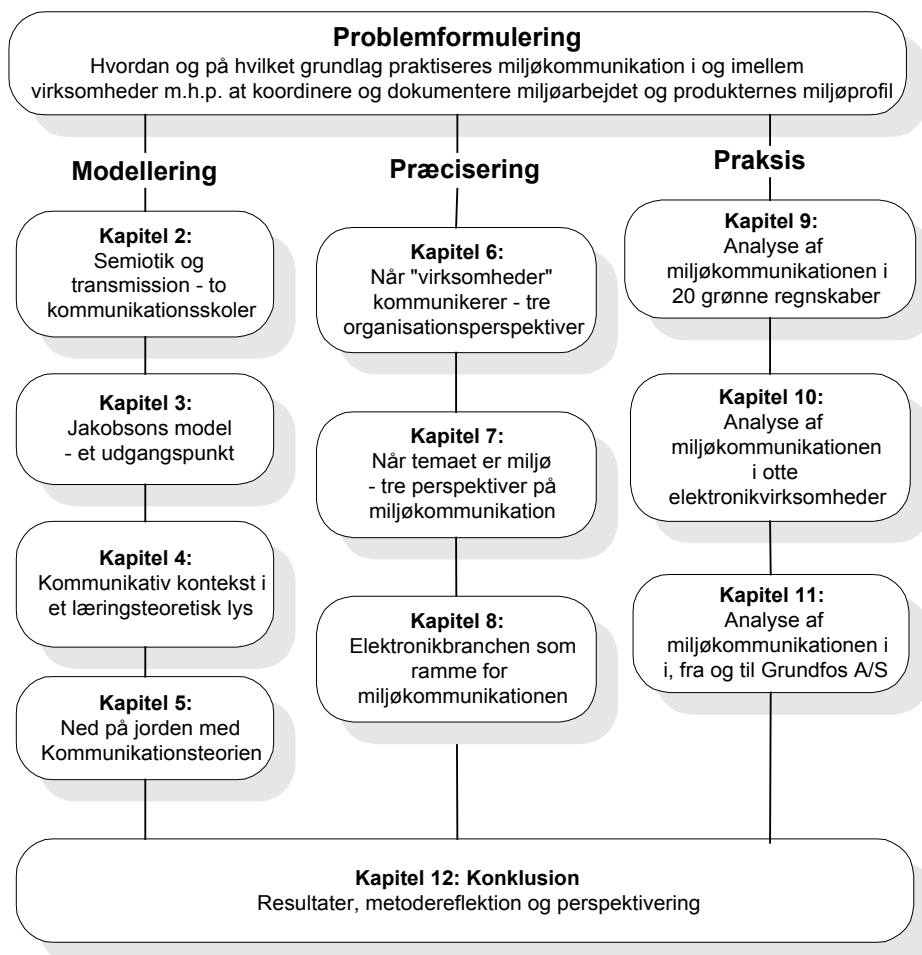 Problemformulering
Hvordan og på hvilket grundlag praktiseres miljøkommunikation i og imellem
virksomheder m.h.p. at koordinere og dokumentere miljøarbejdet og produkternes miljøprofil
Modellering
Kapitel 2:
Semiotik og
transmission - to
kommunikationsskoler
Kapitel 3:
Jakobsons model
- et udgangspunkt
Kapitel 4:
Kommunikativ kontekst i
et læringsteoretisk lys
Kapitel 5:
Ned på jorden med
Kommunikationsteorien
Præcisering
Kapitel 6:
Når "virksomheder"
kommunikerer - tre
organisationsperspektiver
Kapitel 7:
Når temaet er miljø
- tre perspektiver på
miljøkommunikation
Kapitel 8:
Elektronikbranchen som
ramme for
miljøkommunikationen
Praksis
Kapitel 9:
Analyse af
miljøkommunikationen i
20 grønne regnskaber
Kapitel 10:
Analyse af
miljøkommunikationen
i otte
elektronikvirksomheder
Kapitel 11:
Analyse af
miljøkommunikationen i
i, fra og til Grundfos A/S
Kapitel 12: Konklusion
Resultater, metodereflektion og perspektivering